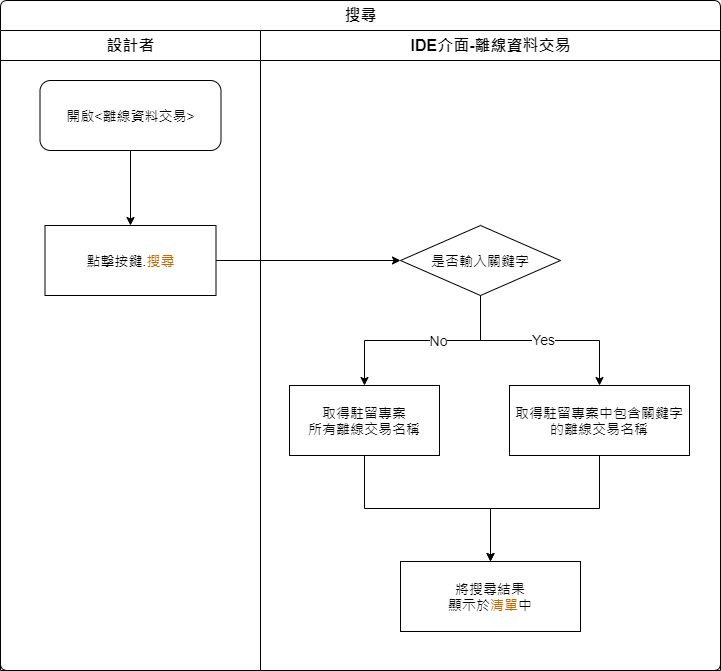 搜尋
設計者
IDE介面-離線資料交易
開啟<離線資料交易>
點擊按鍵.搜尋
是否輸入關鍵字
No
Yes
取得駐留專案
所有離線交易名稱
取得駐留專案中包含關鍵字
的離線交易名稱
將搜尋結果
顯示於清單中